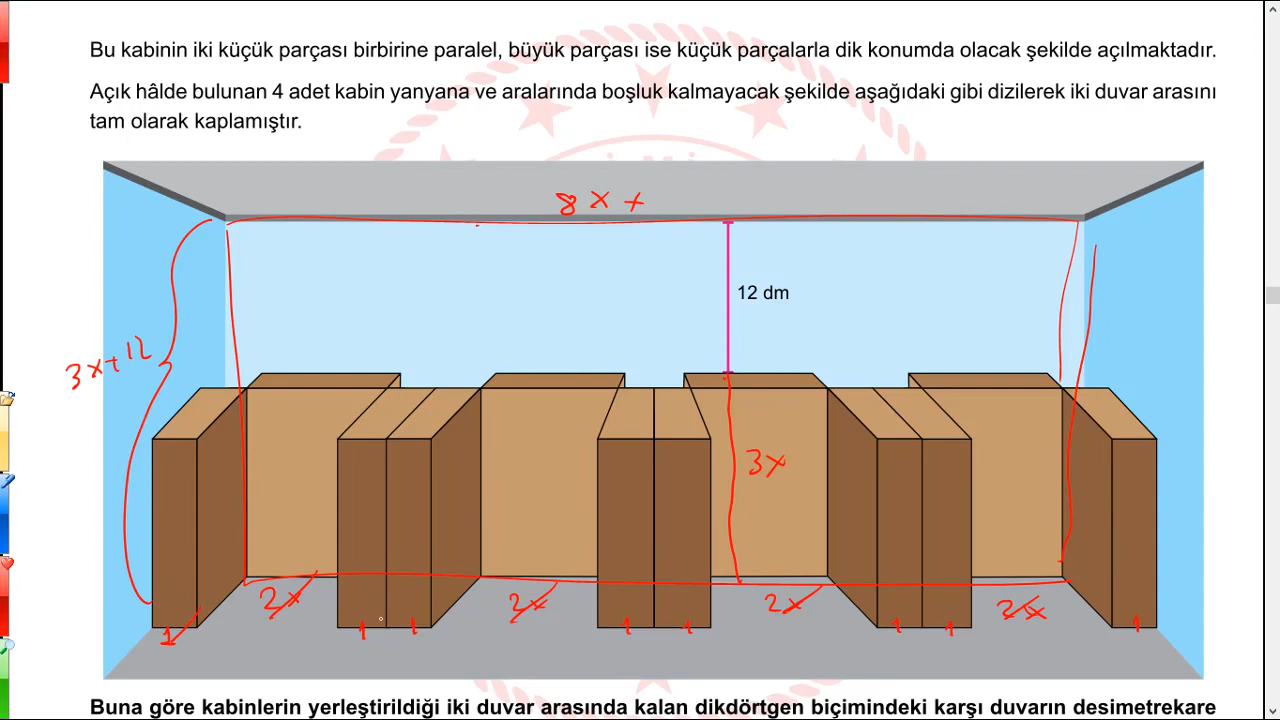 Bu kabinin iki küçük parçası birbirine paralel, büyük parçası ise küçük parçalarla dik konumda olacak şekilde açılmaktadır.
Açık hâlde bulunan 4 adet kabin yanyana ve aralarında boşluk kalmayacak şekilde aşağıdaki gibi dizilerek iki duvar arasını
tam olarak kaplamıştır.
8x +
12 dm
3x+12
3x
2x 2x 2x 2x
1 1 1 1 1 1 1 1
Buna göre kabinlerin yerleştirildiği iki duvar arasında kalan dikdörtgen biçimindeki karşı duvarın desimetrekare